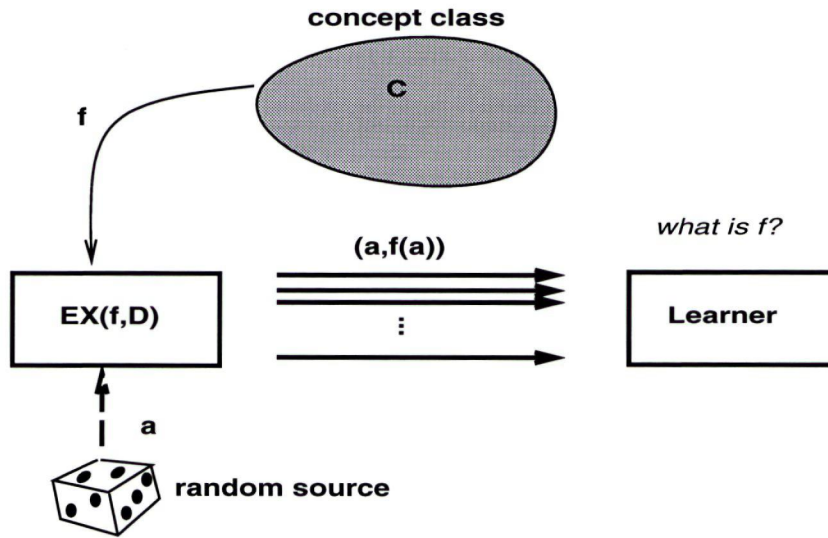 concept class
C
f
(a,f(a))
what is f?
EX(f,D)
...
Learner
a
random source